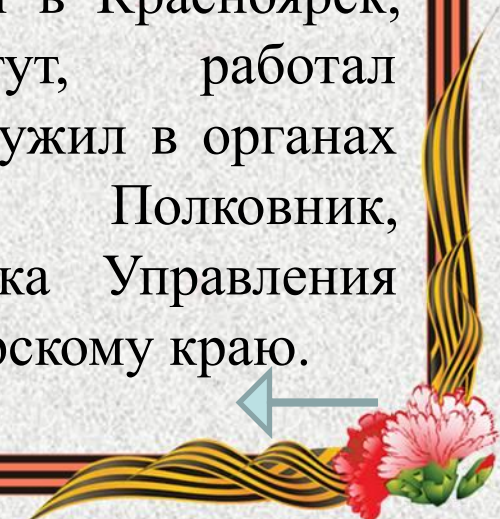 в Красноярск,
тут, работал
ужил в органах
Полковник,
ка Управления
рскому краю.